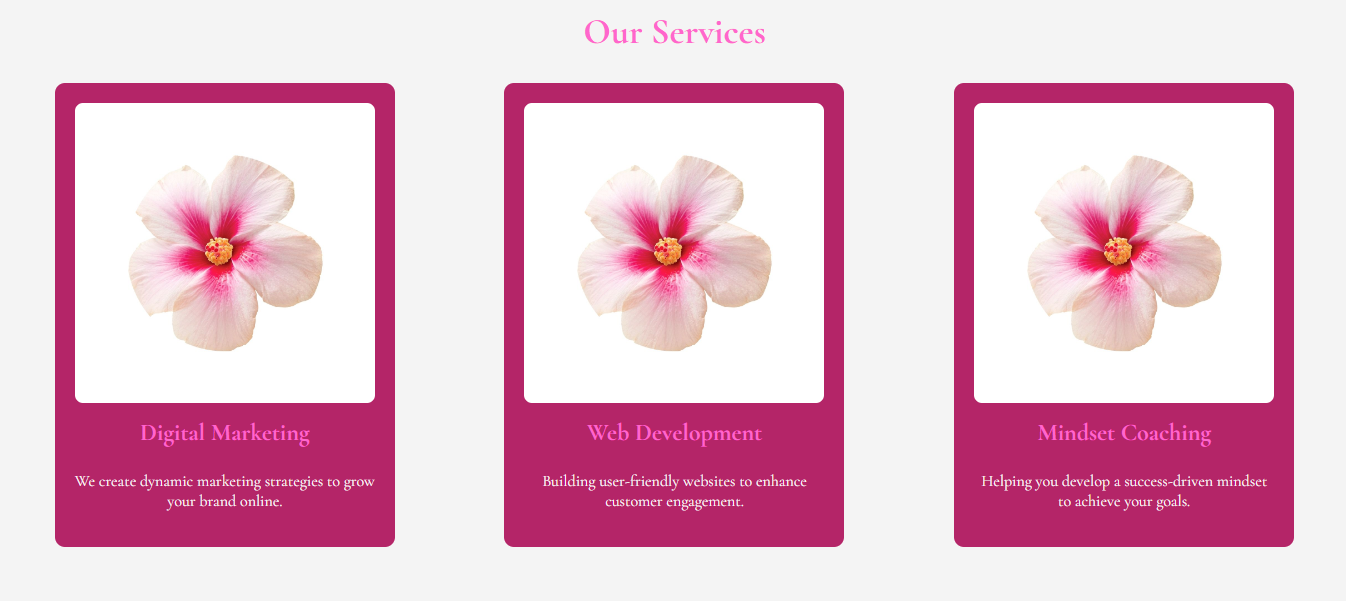 Our Services
Digital Marketing
We create dynamic marketing strategies to grow
your brand online.
Web Development
Building user-friendly websites to enhance
customer engagement.
Mindset Coaching
Helping you develop a success-driven mindset
to achieve your goals.